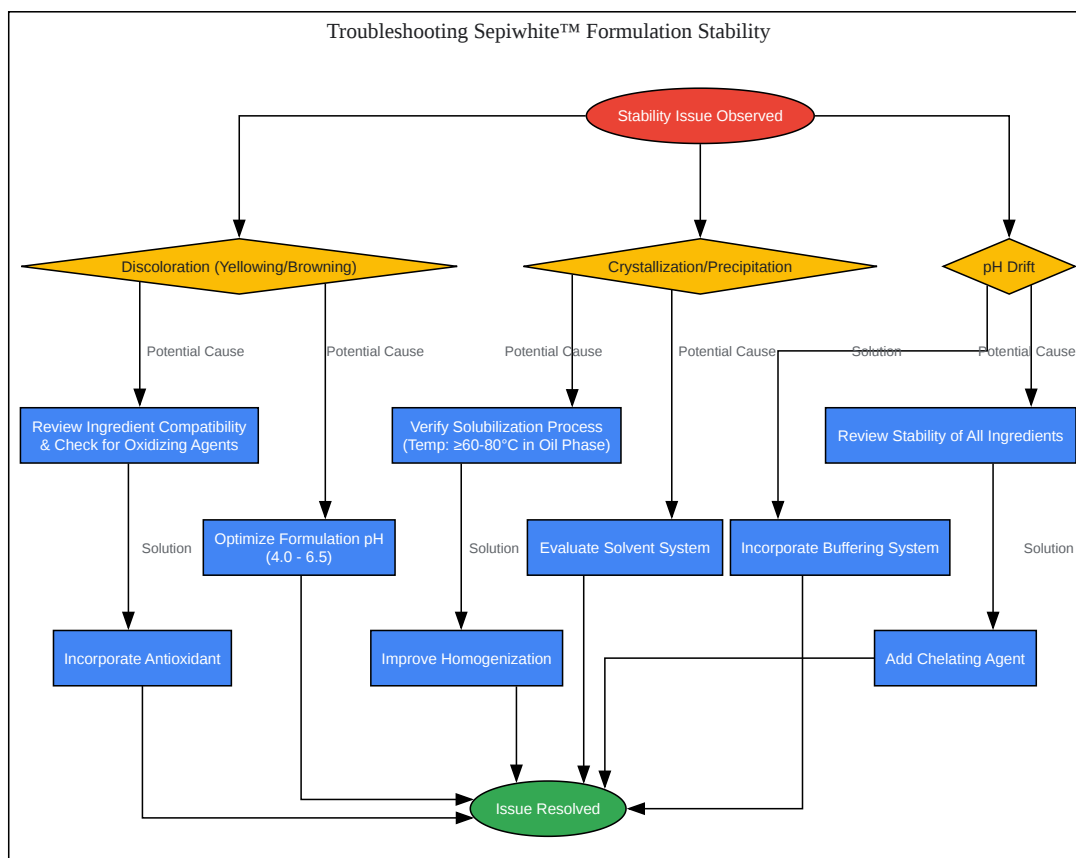 Troubleshooting Sepiwhite™ Formulation Stability
Stability Issue Observed
Discoloration (Yellowing/Browning)
Crystallization/Precipitation
pH Drift
Potential Cause
Potential Cause
Potential Cause
Potential Cause
Solution
Potential Cause
Review Ingredient Compatibility
& Check for Oxidizing Agents
Verify Solubilization Process
(Temp: ≥60-80°C in Oil Phase)
Review Stability of All Ingredients
Solution
Optimize Formulation pH
(4.0 - 6.5)
Solution
Evaluate Solvent System
Incorporate Buffering System
Solution
Incorporate Antioxidant
Improve Homogenization
Add Chelating Agent
Issue Resolved